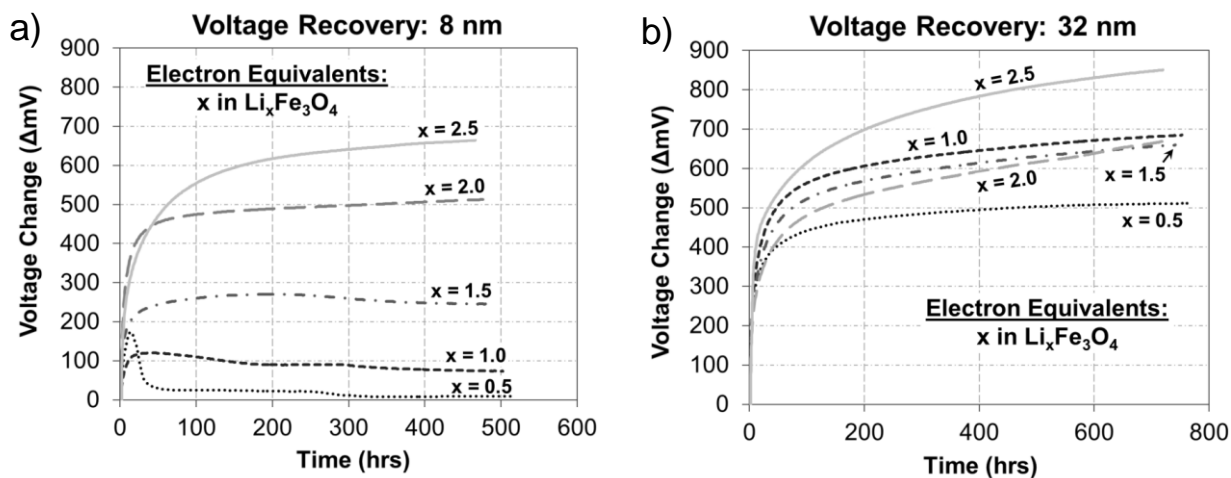 a)
Voltage Recovery: 8 nm
Voltage Change (ΔmV)
900
800
700
600
500
400
300
200
100
0
Electron Equivalents:
x in LixFe3O4
x = 2.5
x = 2.0
x = 1.5
x = 1.0
x = 0.5
0 100 200 300 400 500 600
Time (hrs)
b)
Voltage Recovery: 32 nm
Voltage Change (ΔmV)
900
800
700
600
500
400
300
200
100
0
x = 2.5
x = 1.0
x = 2.0
x = 1.5
x = 0.5
Electron Equivalents:
x in LixFe3O4
0 200 400 600 800
Time (hrs)